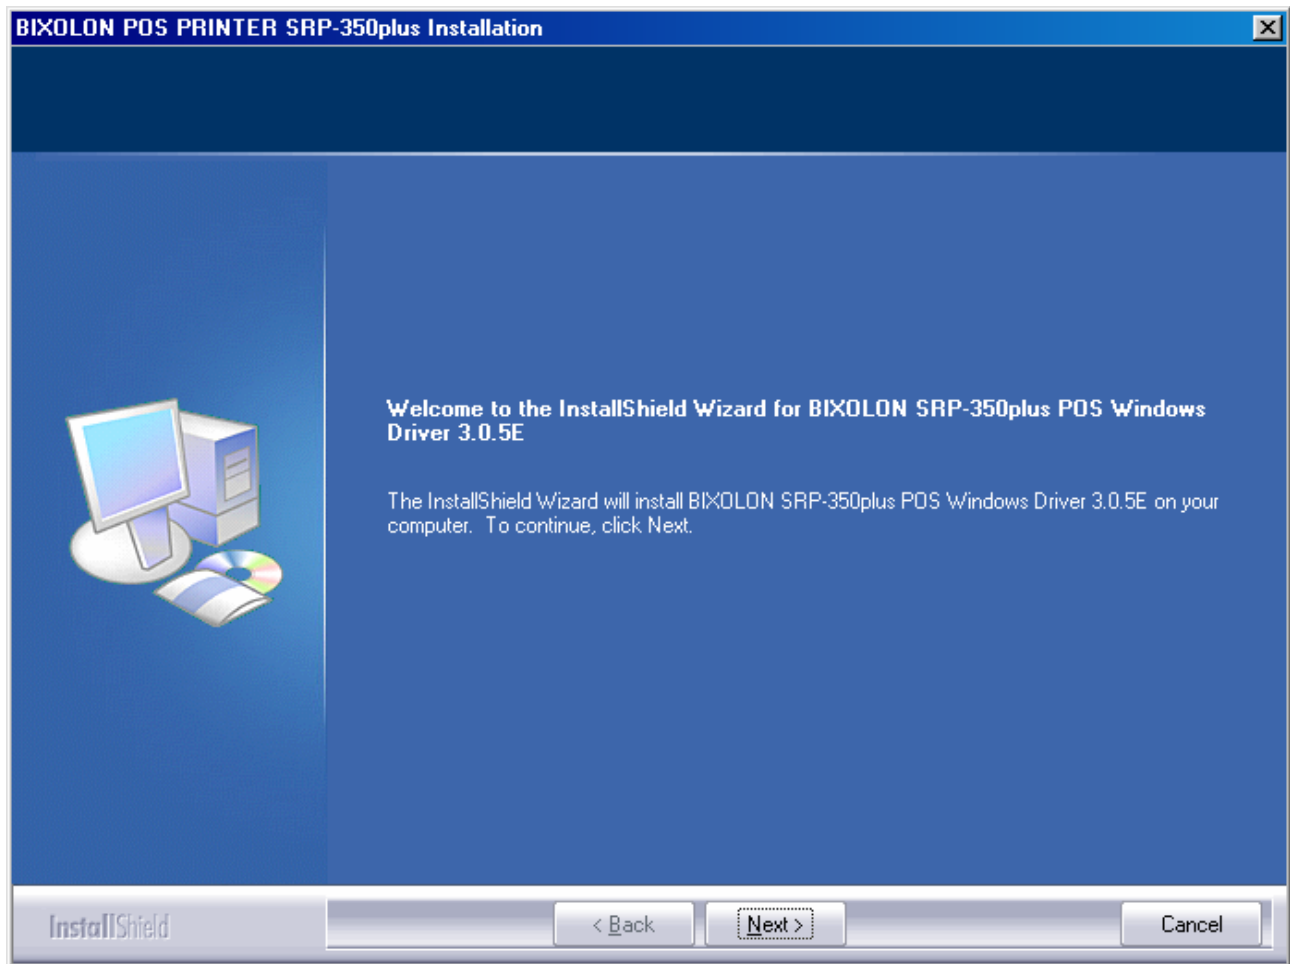 BIXOLON POS PRINTER SRP-350plus Installation
Welcome to the InstallShield Wizard for BIXOLON SRP-350plus POS Windows
Driver 3.0.5E
The InstallShield Wizard will install BIXOLON SRP-350plus POS Windows Driver 3.0.5E on your
computer.  To continue, click Next.
InstallShield
< Back
Next >
Cancel